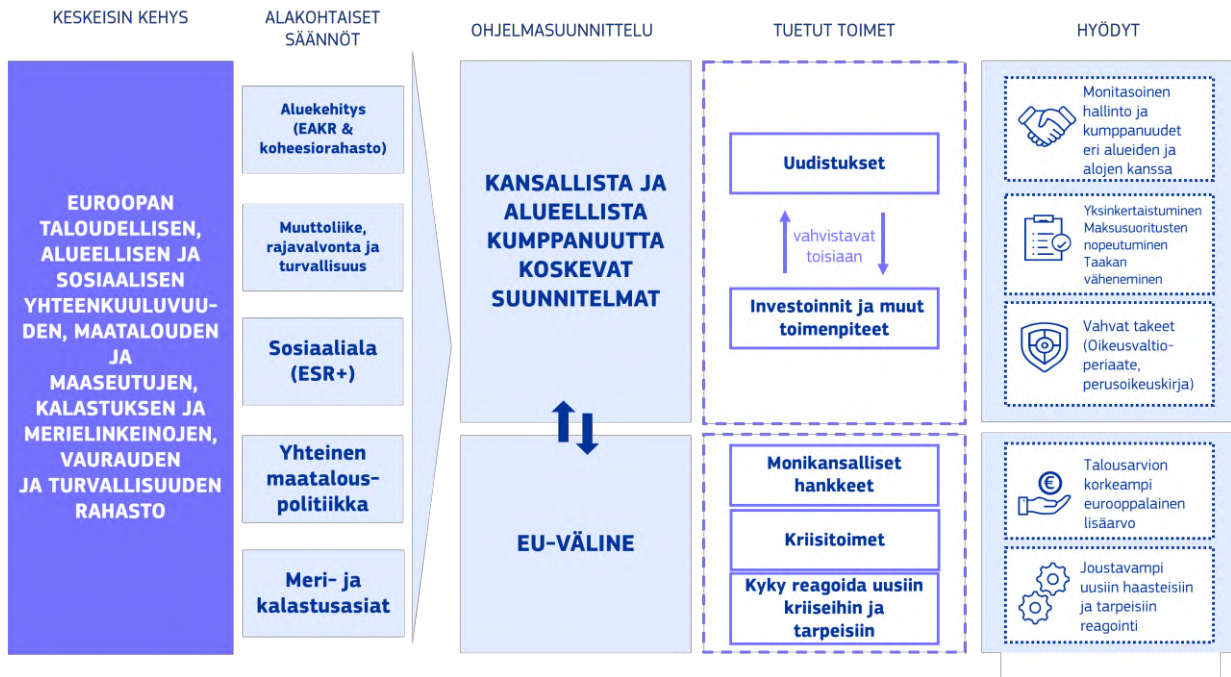 KESKEISIN KEHYS
ALAKOHTAISET
SÄÄNNÖT
OHJELMASUUNNITTELU
TUETUT TOIMET
HYÖDYT
EUROOPAN
TALOUDELLISEN,
ALUEELLISEN JA
SOSIAALISEN
YHTEENKUULUVUU-
DEN, MAATALOUDEN
JA
MAASEUTUJEN,
KALASTUKSEN JA
MERIELINKEINOJEN,
VAURAUDEN
JA TURVALLISUUDEN
RAHASTO
Aluekehitys
(EAKR &
koheesiorahasto)
Muuttoliike,
rajavalvonta ja
turvallisuus
Sosiaaliala
(ESR+)
Yhteinen
maatalous-
politiikka
Meri- ja
kalastusasiat
KANSALLISTA JA
ALUEELLISTA
KUMPPANUUTTA
KOSKEVAT
SUUNNITELMAT
EU-VÄLINE
Uudistukset
vahvistavat
toisiaan
Investoinnit ja muut
toimenpiteet
Monikansalliset
hankkeet
Kriisitoimet
Kyky reagoida uusiin
kriiseihin ja
tarpeisiin
Monitasoinen
hallinto ja
kumppanuudet
eri alueiden ja
alojen kanssa
Yksinkertaistuminen
Maksusuoritusten
nopeutuminen
Taakan
väheneminen
Vahvat takeet
(Oikeusvaltio-
periaate,
perusoikeuskirja)
Talousarvion
korkeampi
eurooppalainen
lisäarvo
Joustavampi
uusiin haasteisiin
ja tarpeisiin
reagointi